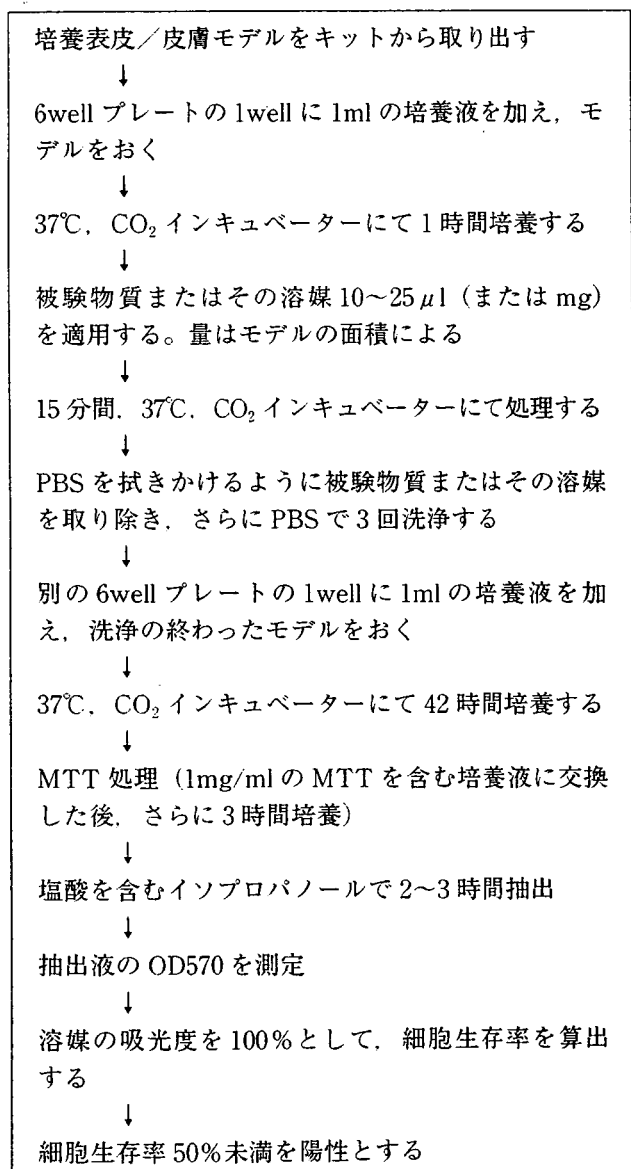 培養表皮／皮膚モデルをキットから取り出す
↓
6well プレートの 1well に 1ml の培養液を加え，モ
デルをおく
↓
37℃，CO₂ インキュベーターにて 1 時間培養する
↓
被験物質またはその溶媒 10~25μl（または mg）
を適用する。量はモデルの面積による
↓
15 分間，37℃，CO₂ インキュベーターにて処理する
↓
PBS を拭きかけるように被験物質またはその溶媒
を取り除き，さらに PBS で 3 回洗浄する
↓
別の 6well プレートの 1well に 1ml の培養液を加
え，洗浄の終わったモデルをおく
↓
37℃，CO₂ インキュベーターにて 42 時間培養する
↓
MTT 処理（1mg/ml の MTT を含む培養液に交換
した後，さらに 3 時間培養）
↓
塩酸を含むイソプロパノールで 2~3 時間抽出
↓
抽出液の OD570 を測定
↓
溶媒の吸光度を 100％として，細胞生存率を算出
する
↓
細胞生存率 50％未満を陽性とする